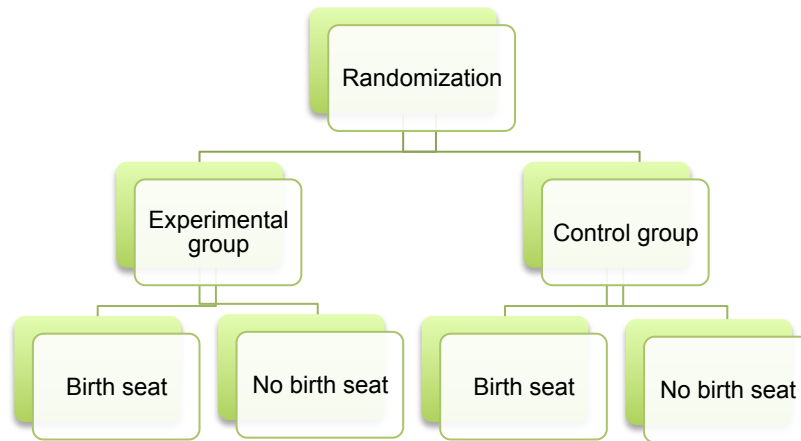 Randomization
Experimental
group
Control group
Birth seat
No birth seat
Birth seat
No birth seat